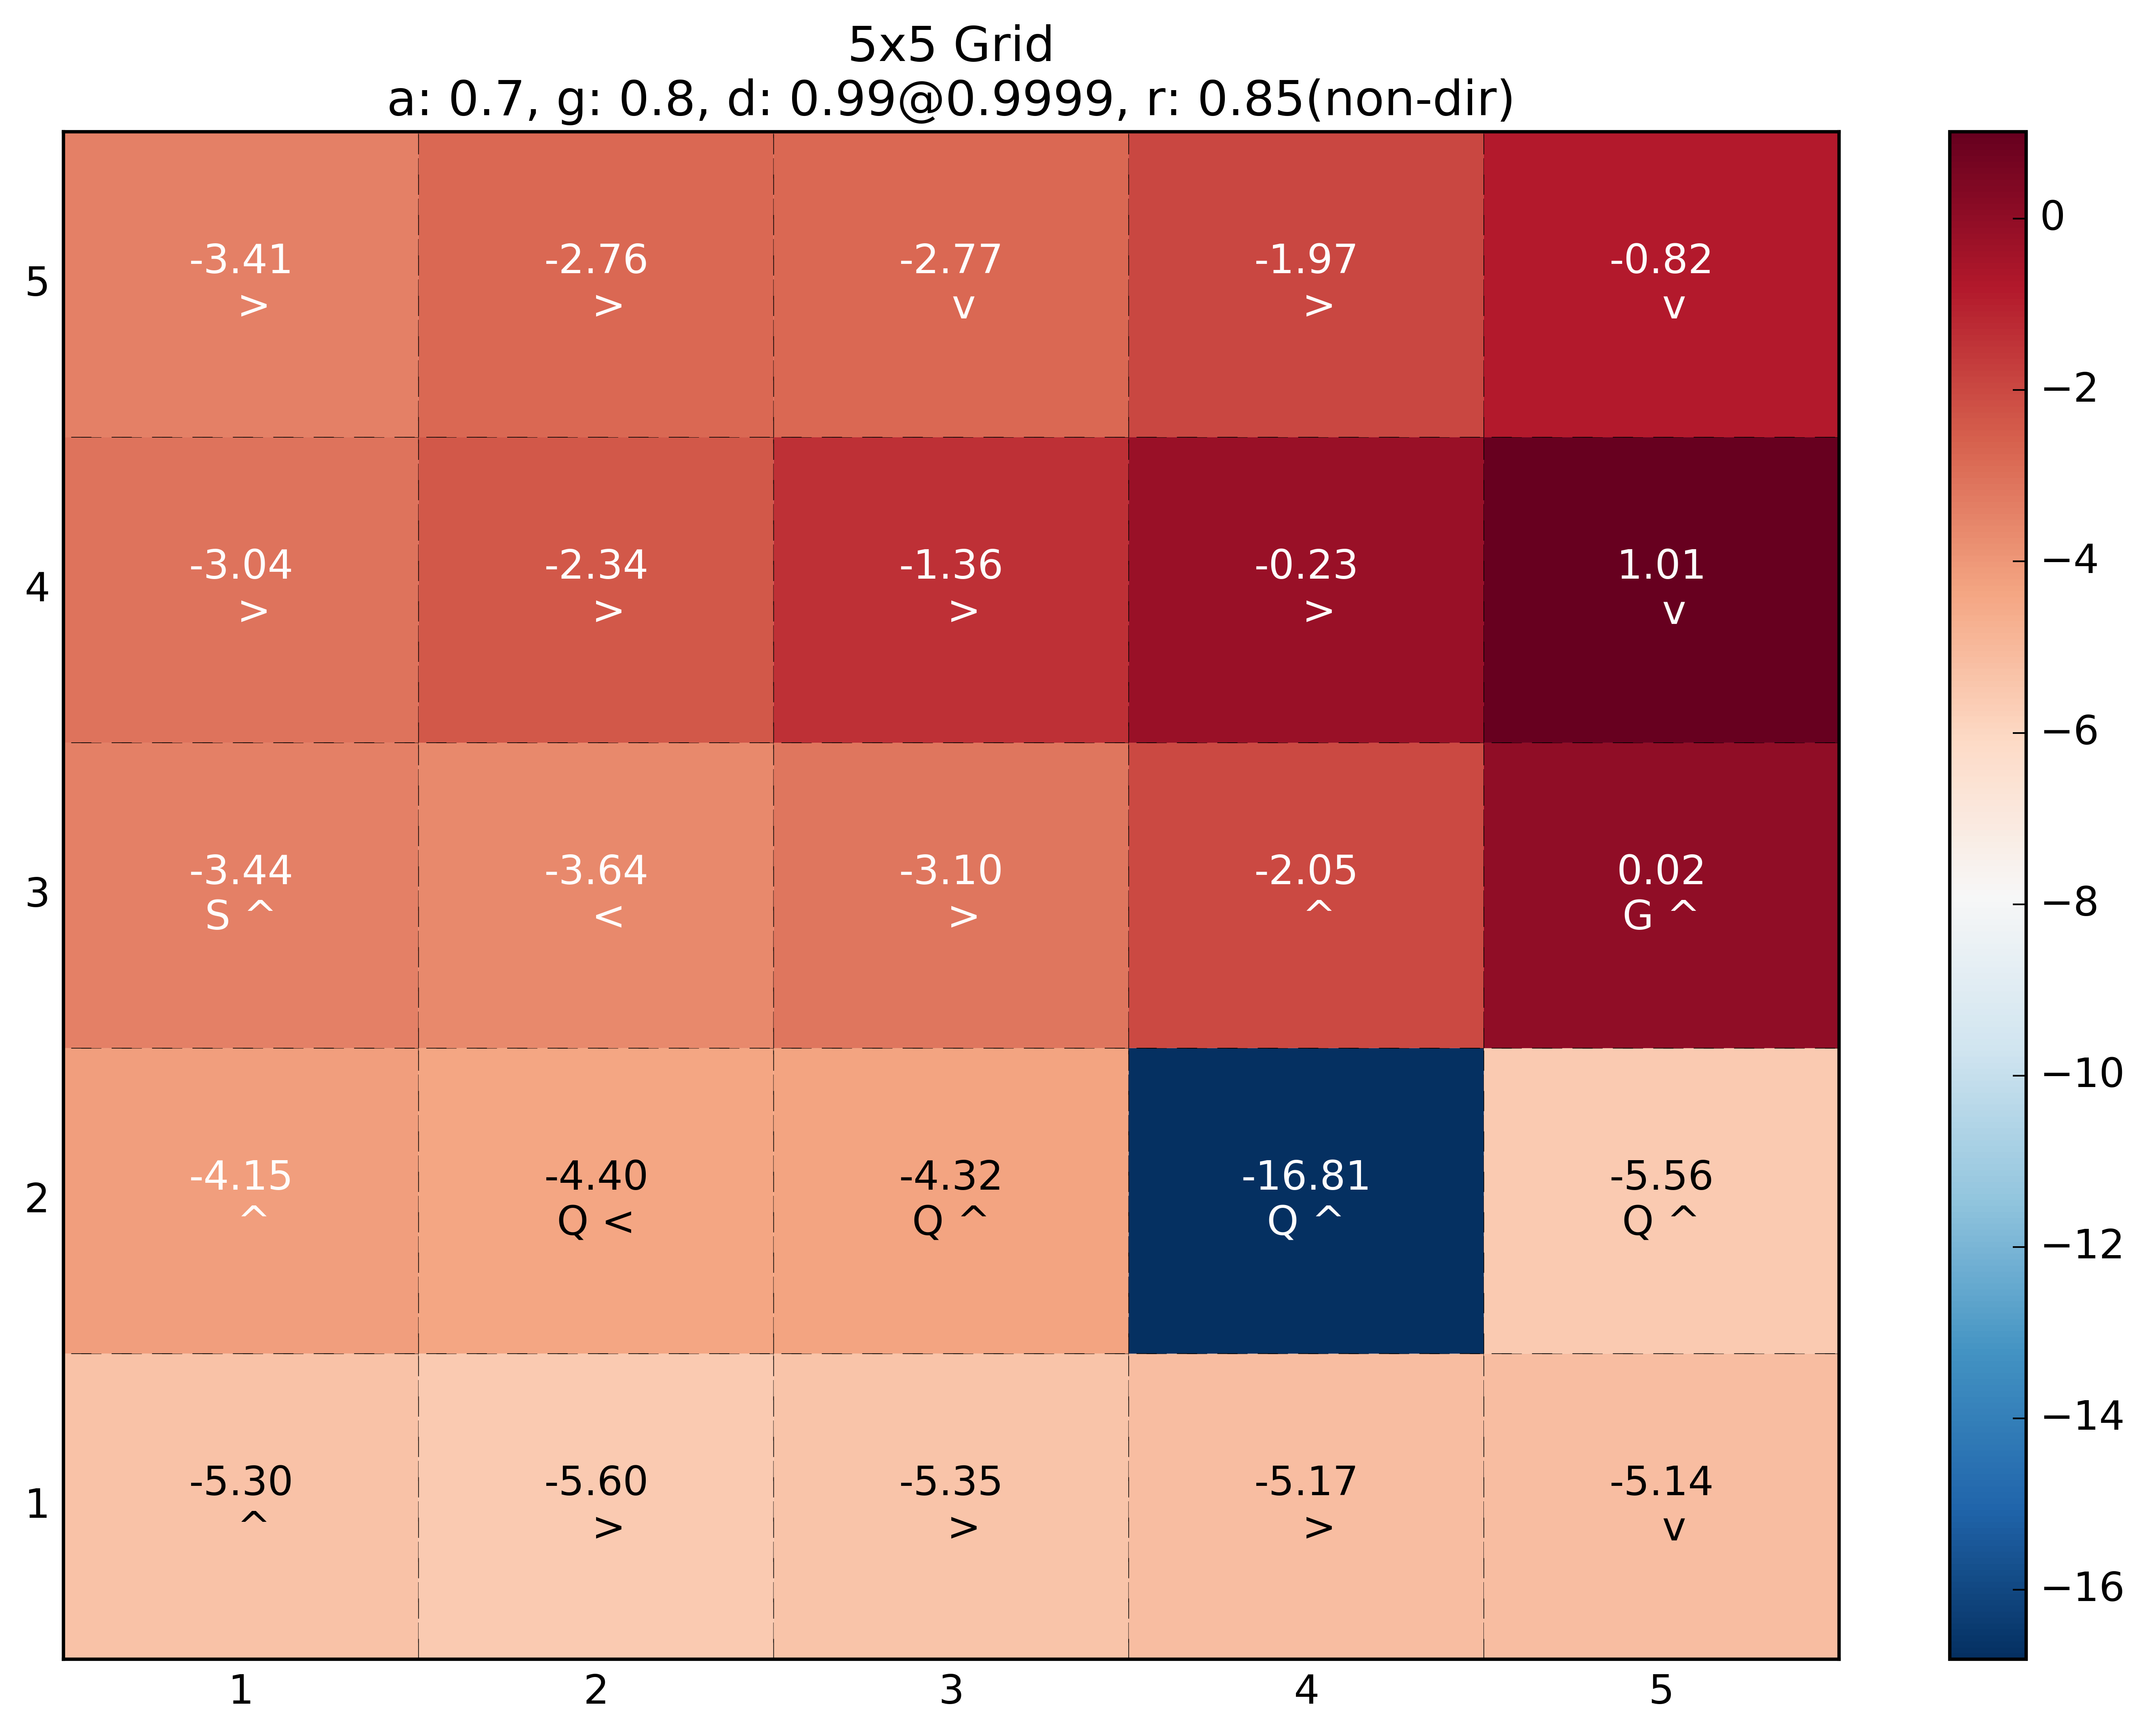 5x5 Grid
a: 0.7, g: 0.8, d: 0.99@0.9999, r: 0.85(non-dir)
5 -3.41 -2.76 -2.77 -1.97 -0.82
> > v > v
4 -3.04 -2.34 -1.36 -0.23 1.01
> > > > v
3 -3.44 -3.64 -3.10 -2.05 0.02
S ^ < > ^ G ^
2 -4.15 -4.40 -4.32 -16.81 -5.56
^ Q < Q ^ Q ^ Q ^
1 -5.30 -5.60 -5.35 -5.17 -5.14
^ > > > v
1 2 3 4 5
0
−2
−4
−6
−8
−10
−12
−14
−16